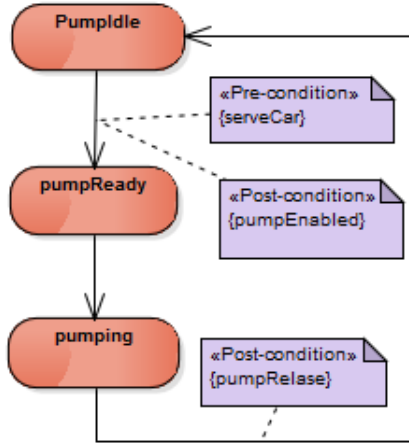 PumpIdle
«Pre-condition»
{serveCar}
pumpReady
«Post-condition»
{pumpEnabled}
pumping
«Post-condition»
{pumpRelase}